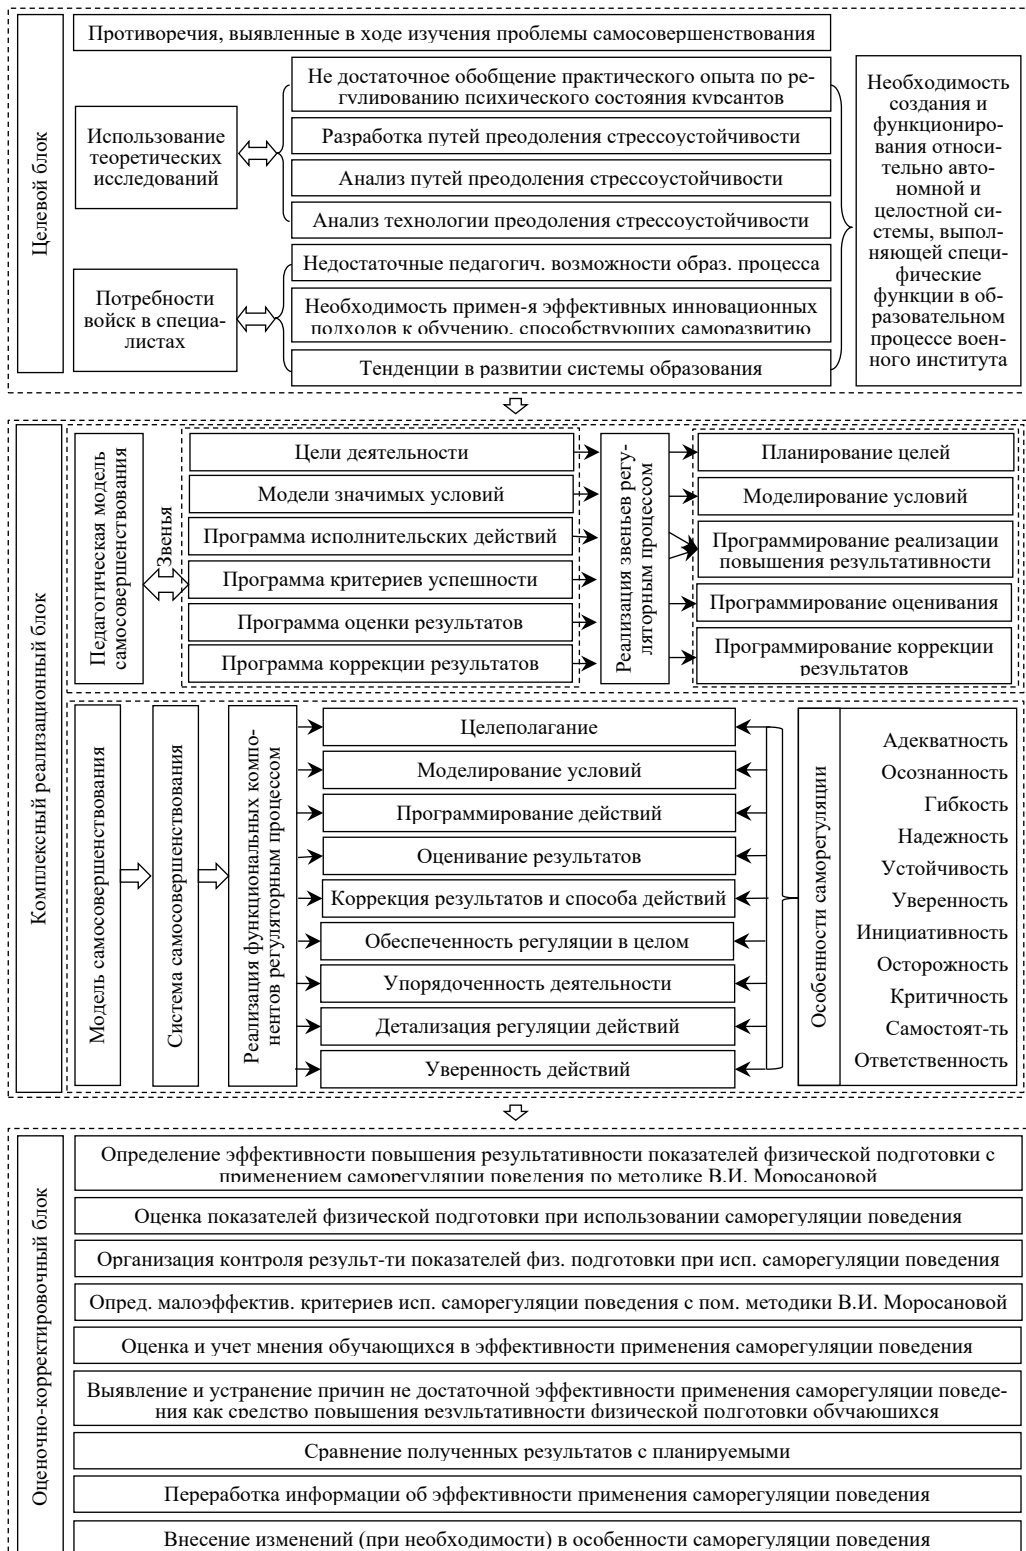 Целевой блок
Противоречия, выявленные в ходе изучения проблемы самосовершенствования
Использование
теоретических
исследований
Не достаточное обобщение практического опыта по ре-
гулированию психического состояния курсантов
Разработка путей преодоления стрессоустойчивости
Анализ путей преодоления стрессоустойчивости
Анализ технологии преодоления стрессоустойчивости
Потребности
войск в специа-
листах
Недостаточные педагогич. возможности образ. процесса
Необходимость примен-я эффективных инновационных
подходов к обучению, способствующих саморазвитию
Тенденции в развитии системы образования
Необходимость
создания и
функциониро-
вания относи-
тельно авто-
номной и
целостной си-
стемы, выпол-
няющей специ-
фические
функции в об-
разовательном
процессе воен-
ного института
Комплексный реализационный блок
Педагогическая модель
самосовершенствования
Звенья
Цели деятельности
Модели значимых условий
Программа исполнительских действий
Программа критериев успешности
Программа оценки результатов
Программа коррекции результатов
Реализация звеньев регу-
ляторным процессом
Планирование целей
Моделирование условий
Программирование реализации
повышения результативности
Программирование оценивания
Программирование коррекции
результатов
Модель самосовершенствования
Система самосовершенствования
Реализация функциональных компо-
нентов регуляторным процессом
Целеполагание
Моделирование условий
Программирование действий
Оценивание результатов
Коррекция результатов и способа действий
Обеспеченность регуляции в целом
Упорядоченность деятельности
Детализация регуляции действий
Уверенность действий
Особенности саморегуляции
Адекватность
Осознанность
Гибкость
Надежность
Устойчивость
Уверенность
Инициативность
Осторожность
Критичность
Самостоят-ть
Ответственность
Оценочно-корректировочный блок
Определение эффективности повышения результативности показателей физической подготовки с
применением саморегуляции поведения по методике В.И. Моросановой
Оценка показателей физической подготовки при использовании саморегуляции поведения
Организация контроля результ-ти показателей физ. подготовки при исп. саморегуляции поведения
Опред. малоэффектив. критериев исп. саморегуляции поведения с пом. методики В.И. Моросановой
Оценка и учет мнения обучающихся в эффективности применения саморегуляции поведения
Выявление и устранение причин не достаточной эффективности применения саморегуляции поведе-
ния как средство повышения результативности физической подготовки обучающихся
Сравнение полученных результатов с планируемыми
Переработка информации об эффективности применения саморегуляции поведения
Внесение изменений (при необходимости) в особенности саморегуляции поведения